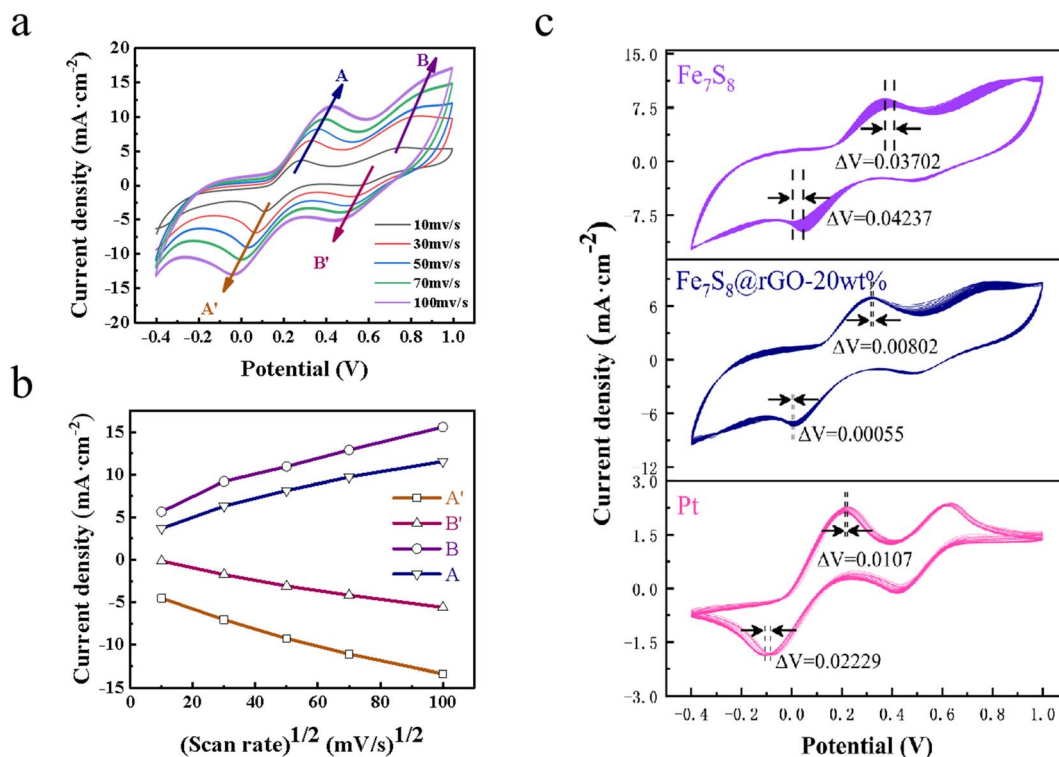 a
Current density (mA·cm⁻²)
20
15
10
5
0
-5
-10
-15
-20
A
B
A'
B'
10mv/s
30mv/s
50mv/s
70mv/s
100mv/s
-0.4 -0.2 0.0 0.2 0.4 0.6 0.8 1.0
Potential (V)
b
Current density (mA·cm⁻²)
15
10
5
0
-5
-10
-15
A'
B'
B
A
0 20 40 60 80 100
(Scan rate)^1/2 (mV/s)^1/2
c
Current density (mA·cm⁻²)
15.0
7.5
0.0
-7.5
Fe₇S₈
ΔV=0.03702
ΔV=0.04237
6
0
-6
-12
Fe₇S₈@rGO-20wt%
ΔV=0.00802
ΔV=0.00055
3.0
1.5
0.0
-1.5
-3.0
Pt
ΔV=0.0107
ΔV=0.02229
-0.4 -0.2 0.0 0.2 0.4 0.6 0.8 1.0
Potential (V)